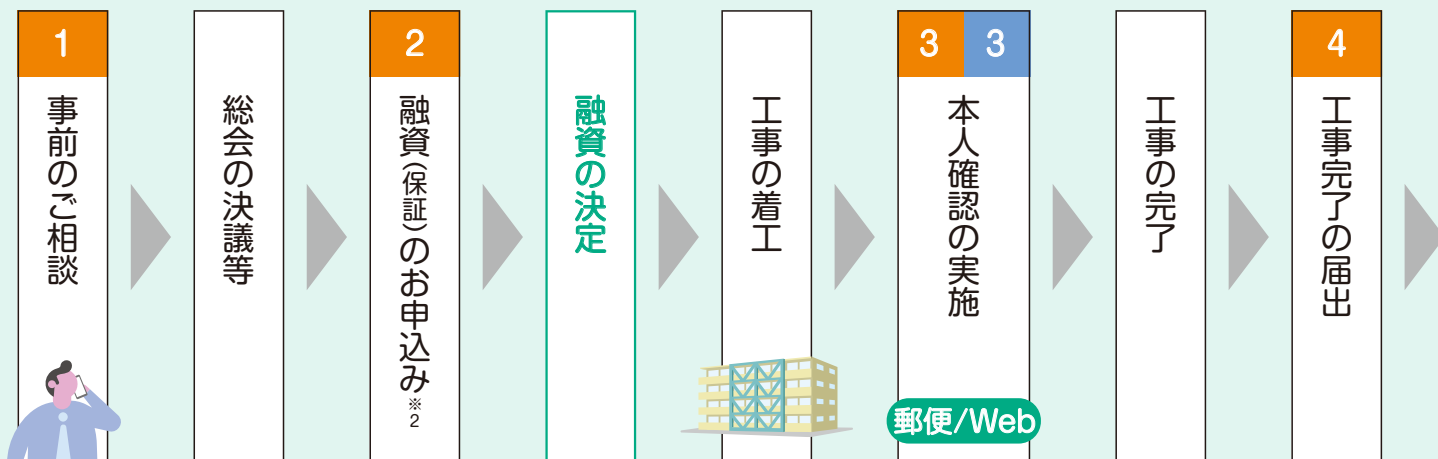 1
事前のご相談
総会の決議等
2
融資(保証)のお申込み※2
融資の決定
工事の着工
3 3
本人確認の実施
郵便/Web
工事の完了
4
工事完了の届出